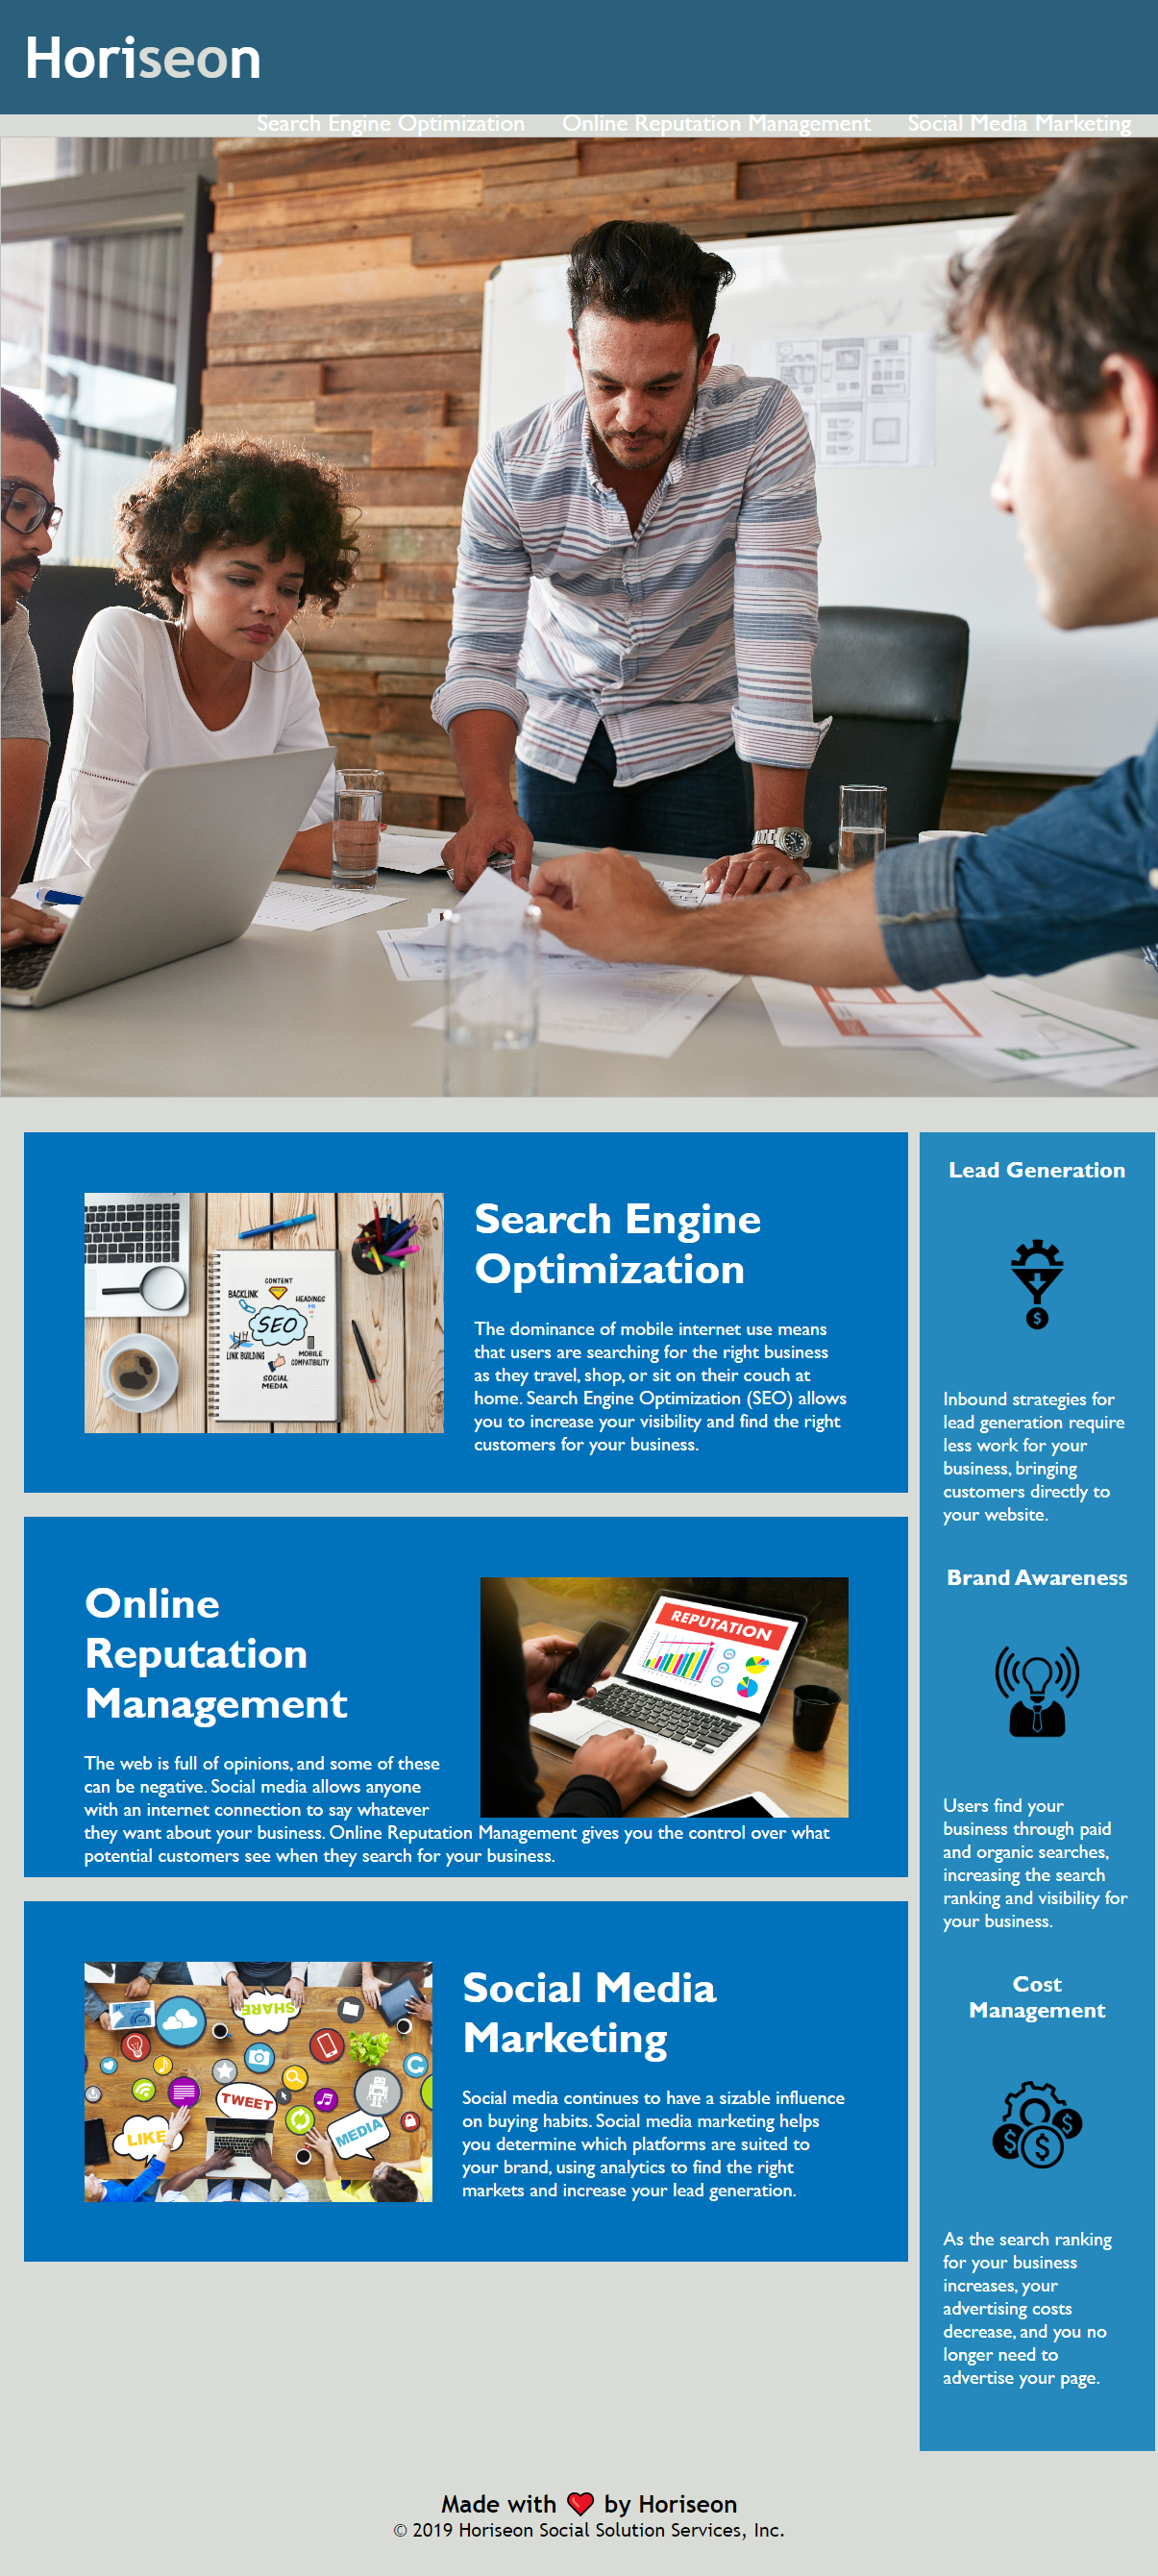 Horiseon
Search Engine Optimization Online Reputation Management Social Media Marketing
Search Engine
Optimization
The dominance of mobile internet use means
that users are searching for the right business
as they travel, shop, or sit on their couch at
home. Search Engine Optimization (SEO) allows
you to increase your visibility and find the right
customers for your business.
CONTENT
BACKLINK
HEADINGS
SEO
LINK BUILDING
MOBILE
COMPATIBILITY
SOCIAL
MEDIA
Online
Reputation
Management
The web is full of opinions, and some of these
can be negative. Social media allows anyone
with an internet connection to say whatever
they want about your business. Online Reputation Management gives you the control over what
potential customers see when they search for your business.
REPUTATION
Social Media
Marketing
Social media continues to have a sizable influence
on buying habits. Social media marketing helps
you determine which platforms are suited to
your brand, using analytics to find the right
markets and increase your lead generation.
SHARE
TWEET
LIKE
MEDIA
Lead Generation
$
Inbound strategies for
lead generation require
less work for your
business, bringing
customers directly to
your website.
Brand Awareness
Users find your
business through paid
and organic searches,
increasing the search
ranking and visibility for
your business.
Cost
Management
$
$
$
As the search ranking
for your business
increases, your
advertising costs
decrease, and you no
longer need to
advertise your page.
Made with ❤️ by Horiseon
© 2019 Horiseon Social Solution Services, Inc.